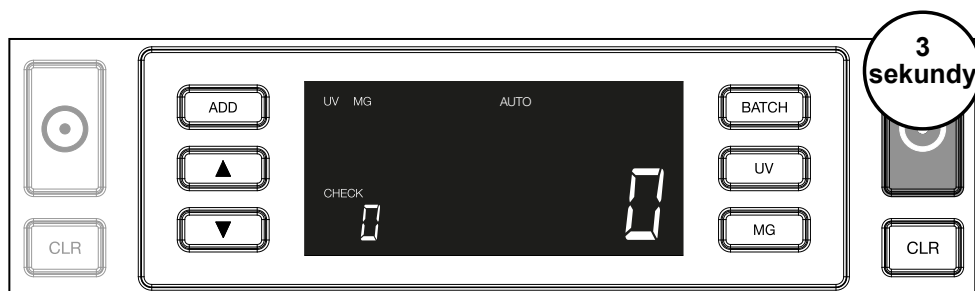 3
sekundy
ADD
UV MG AUTO
BATCH
▲
UV
CHECK
0
0
▼
MG
CLR
CLR